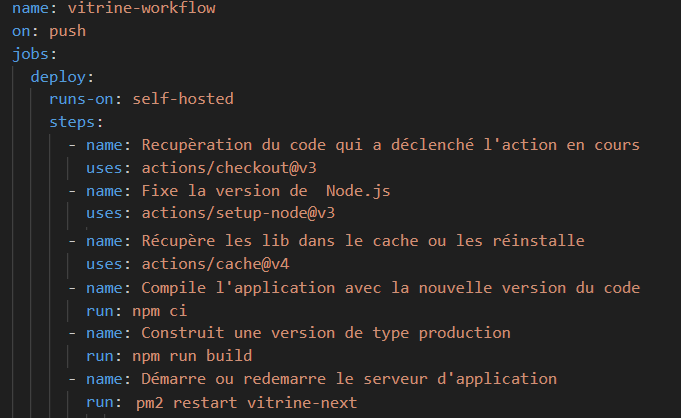 name: vitrine-workflow
on: push
jobs:
  deploy:
    runs-on: self-hosted
    steps:
      - name: Recupèration du code qui a déclenché l'action en cours
        uses: actions/checkout@v3
      - name: Fixe la version de  Node.js
        uses: actions/setup-node@v3
      - name: Récupère les lib dans le cache ou les réinstalle
        uses: actions/cache@v4
      - name: Compile l'application avec la nouvelle version du code
        run: npm ci
      - name: Construit une version de type production
        run: npm run build
      - name: Démarre ou redemarre le serveur d'application
        run: pm2 restart vitrine-next